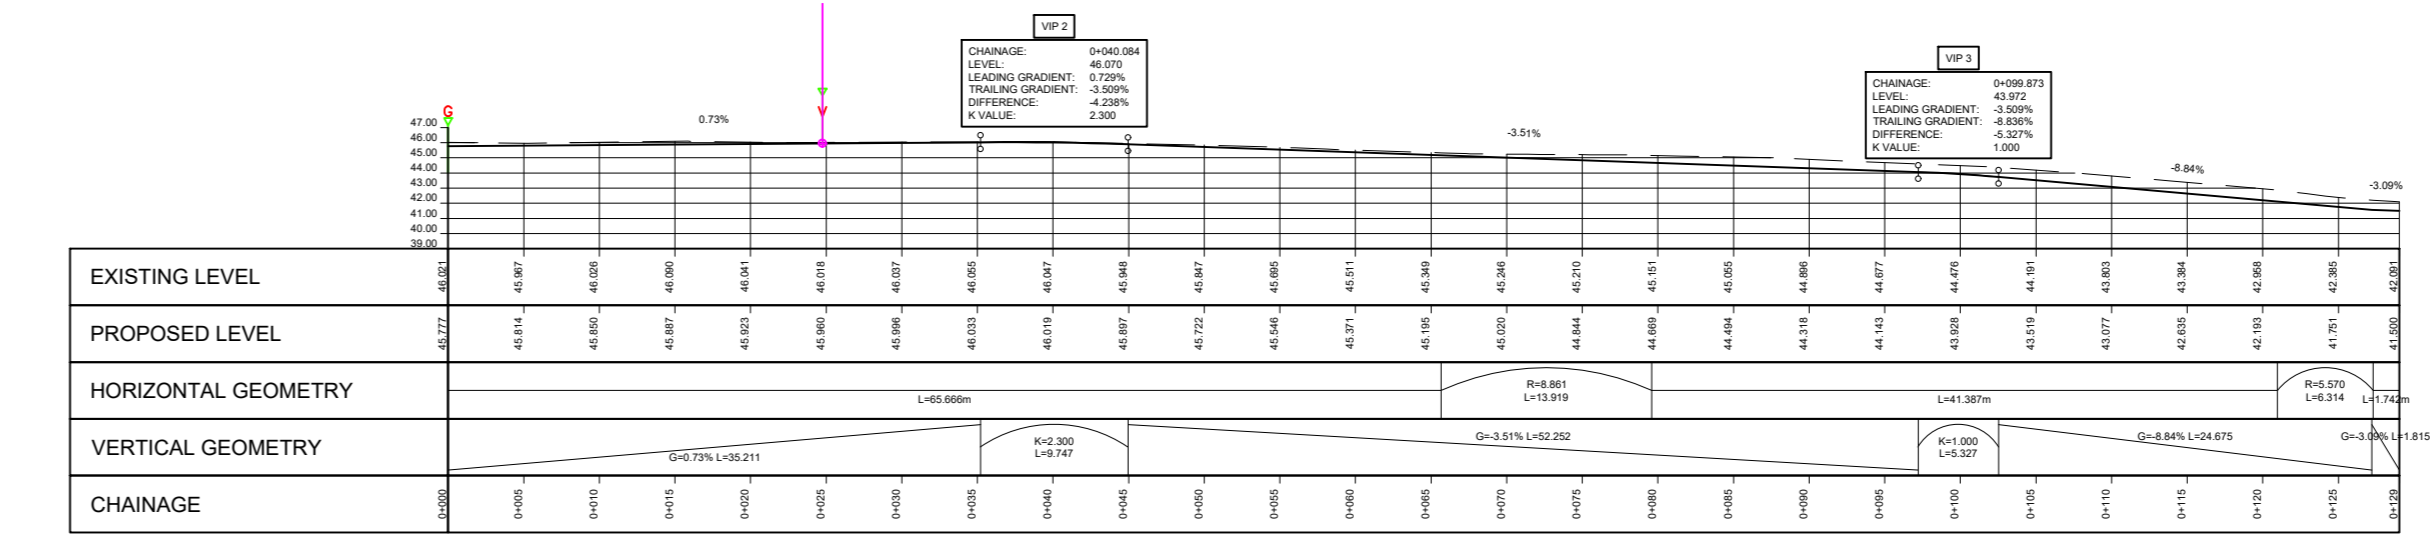 VIP 2
CHAINAGE: 0+040.084
LEVEL: 46.070
LEADING GRADIENT: 0.729%
TRAILING GRADIENT: -3.509%
DIFFERENCE: -4.238%
K VALUE: 2.300
VIP 3
CHAINAGE: 0+099.873
LEVEL: 43.972
LEADING GRADIENT: -3.509%
TRAILING GRADIENT: -8.836%
DIFFERENCE: -5.327%
K VALUE: 1.000
G
V
0.73%
-3.51%
-8.84%
-3.09%
47.00
46.00
45.00
44.00
43.00
42.00
41.00
40.00
39.00
EXISTING LEVEL 46.021 45.967 46.026 46.090 46.041 46.018 46.037 46.055 46.047 45.948 45.847 45.695 45.511 45.349 45.246 45.210 45.151 45.055 44.896 44.677 44.476 44.191 43.803 43.384 42.958 42.385 42.091
PROPOSED LEVEL 45.777 45.814 45.850 45.887 45.923 45.960 45.996 46.033 46.019 45.897 45.722 45.546 45.371 45.195 45.020 44.844 44.669 44.494 44.318 44.143 43.928 43.519 43.077 42.635 42.193 41.751 41.500
HORIZONTAL GEOMETRY
L=65.666m
R=8.861
L=13.919
L=41.387m
R=5.570
L=6.314
L=1.742m
VERTICAL GEOMETRY
G=0.73% L=35.211
K=2.300
L=9.747
G=-3.51% L=52.252
K=1.000
L=5.327
G=-8.84% L=24.675
G=-3.09% L=1.815
CHAINAGE 0+000 0+005 0+010 0+015 0+020 0+025 0+030 0+035 0+040 0+045 0+050 0+055 0+060 0+065 0+070 0+075 0+080 0+085 0+090 0+095 0+100 0+105 0+110 0+115 0+120 0+125 0+129